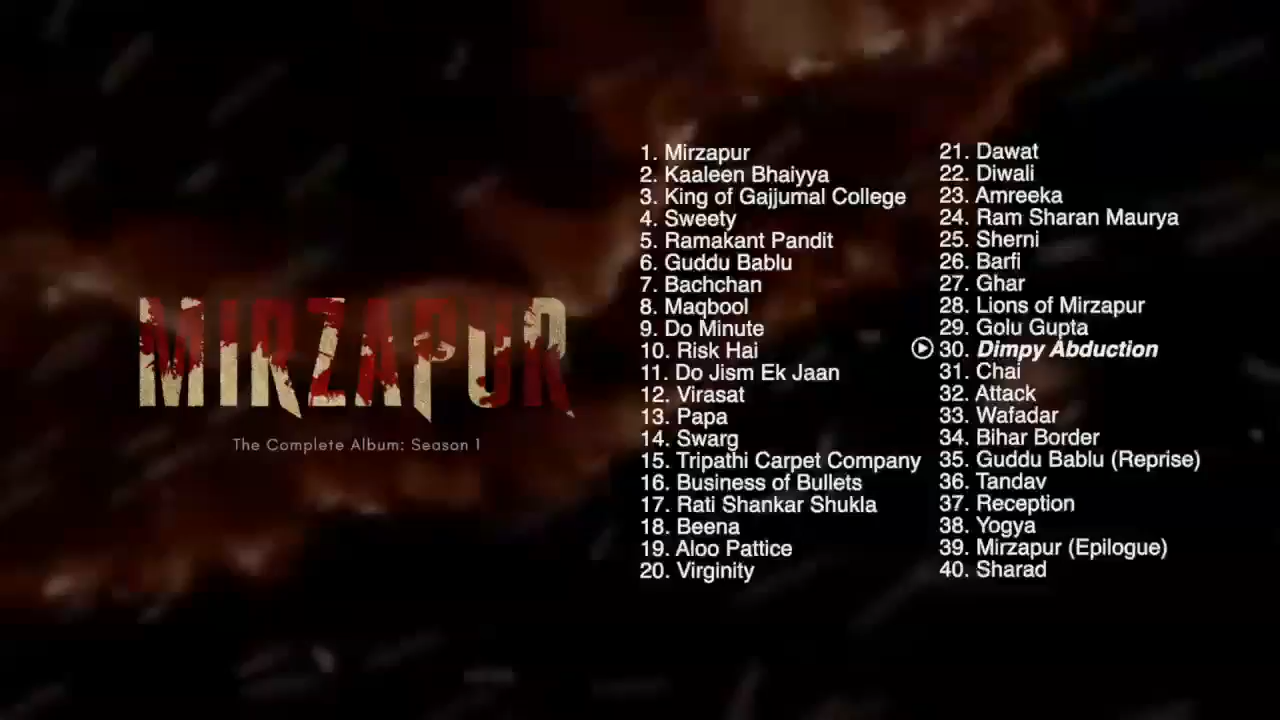 MIRZAPUR
The Complete Album: Season 1
1. Mirzapur
2. Kaaleen Bhaiyya
3. King of Gajjumal College
4. Sweety
5. Ramakant Pandit
6. Guddu Bablu
7. Bachchan
8. Maqbool
9. Do Minute
10. Risk Hai
11. Do Jism Ek Jaan
12. Virasat
13. Papa
14. Swarg
15. Tripathi Carpet Company
16. Business of Bullets
17. Rati Shankar Shukla
18. Beena
19. Aloo Pattice
20. Virginity
21. Dawat
22. Diwali
23. Amreeka
24. Ram Sharan Maurya
25. Sherni
26. Barfi
27. Ghar
28. Lions of Mirzapur
29. Golu Gupta
30. Dimpy Abduction
31. Chai
32. Attack
33. Wafadar
34. Bihar Border
35. Guddu Bablu (Reprise)
36. Tandav
37. Reception
38. Yogya
39. Mirzapur (Epilogue)
40. Sharad